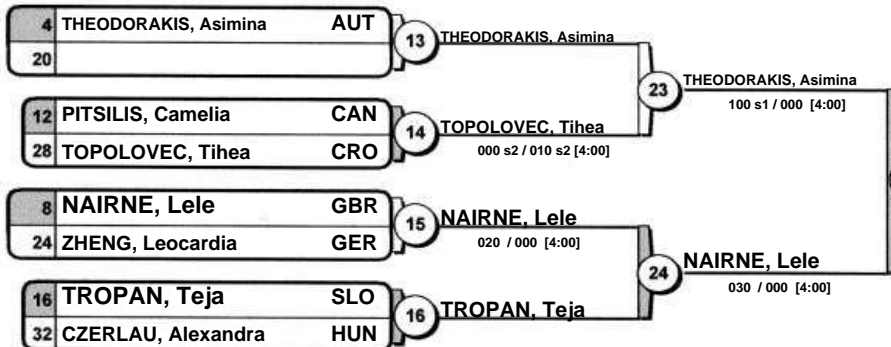 4 THEODORAKIS, Asimina AUT
20
13
THEODORAKIS, Asimina
12 PITSILIS, Camelia CAN
28 TOPOLOVEC, Tihea CRO
14
TOPOLOVEC, Tihea
000 s2 / 010 s2 [4:00]
23
THEODORAKIS, Asimina
100 s1 / 000 [4:00]
8 NAIRNE, Lele GBR
24 ZHENG, Leocardia GER
15
NAIRNE, Lele
020 / 000 [4:00]
16 TROPAN, Teja SLO
32 CZERLAU, Alexandra HUN
16
TROPAN, Teja
24
NAIRNE, Lele
030 / 000 [4:00]